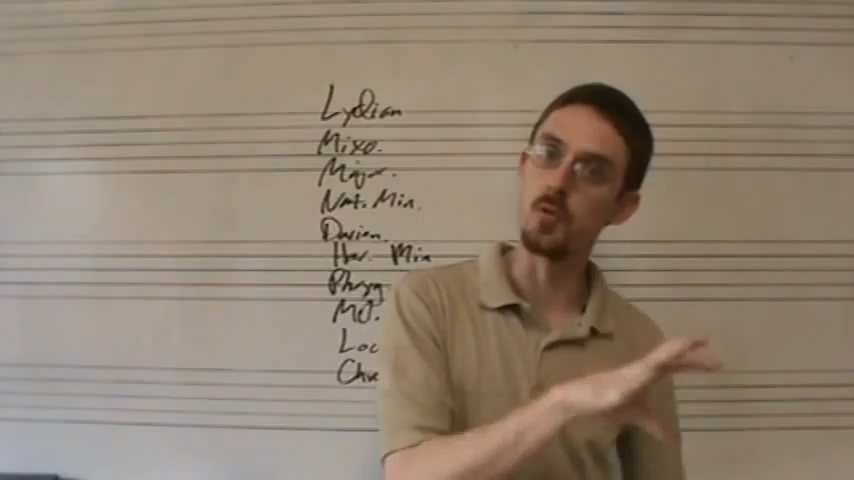 Lydian
Mixo.
Major.
Nat. Min.
Dorian.
Har. Min
Phryg
Loc